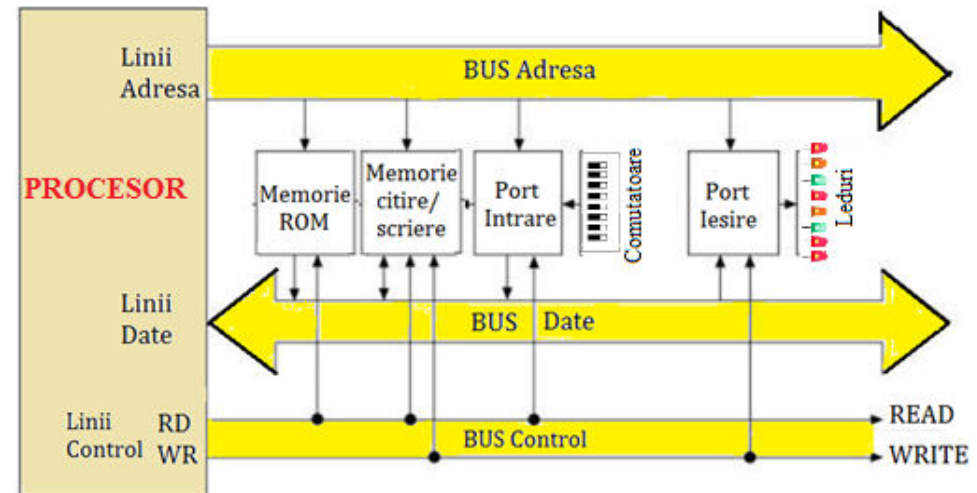 Linii
Adresa
BUS Adresa
PROCESOR
Memorie
ROM
Memorie
citire/
scriere
Port
Intrare
Comutatoare
Port
Iesire
Leduri
Linii
Date
BUS Date
Linii
Control
RD
WR
BUS Control
READ
WRITE